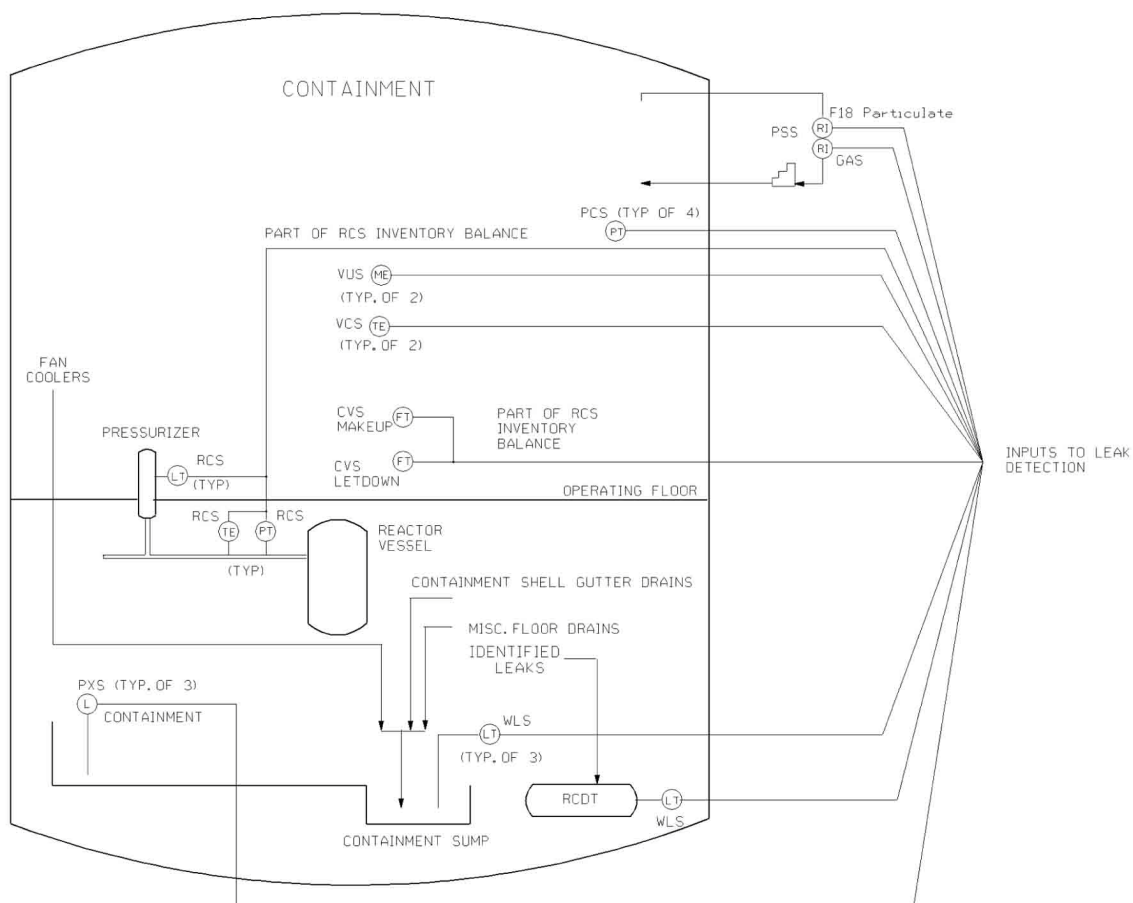 CONTAINMENT
F18 Particulate
PSS
RI
RI
GAS
PCS (TYP OF 4)
PT
PART OF RCS INVENTORY BALANCE
VUS ME
(TYP. OF 2)
VCS TE
(TYP. OF 2)
FAN
COOLERS
CVS
MAKEUP
FT
PART OF RCS
INVENTORY
BALANCE
PRESSURIZER
RCS
LT
(TYP)
CVS
LETDOWN
FT
INPUTS TO LEAK
DETECTION
OPERATING FLOOR
RCS
RCS
TE
PT
(TYP)
REACTOR
VESSEL
CONTAINMENT SHELL GUTTER DRAINS
MISC. FLOOR DRAINS
IDENTIFIED
LEAKS
PXS (TYP. OF 3)
L
CONTAINMENT
WLS
LT
(TYP. OF 3)
RCDT
LT
WLS
CONTAINMENT SUMP